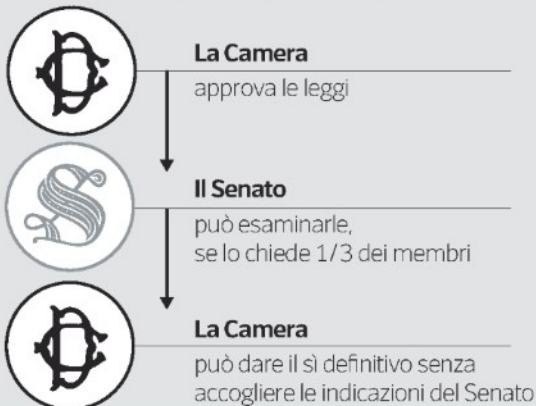 La Camera
approva le leggi
Il Senato
può esaminarle,
se lo chiede 1/3 dei membri
La Camera
può dare il sì definitivo senza
accogliere le indicazioni del Senato